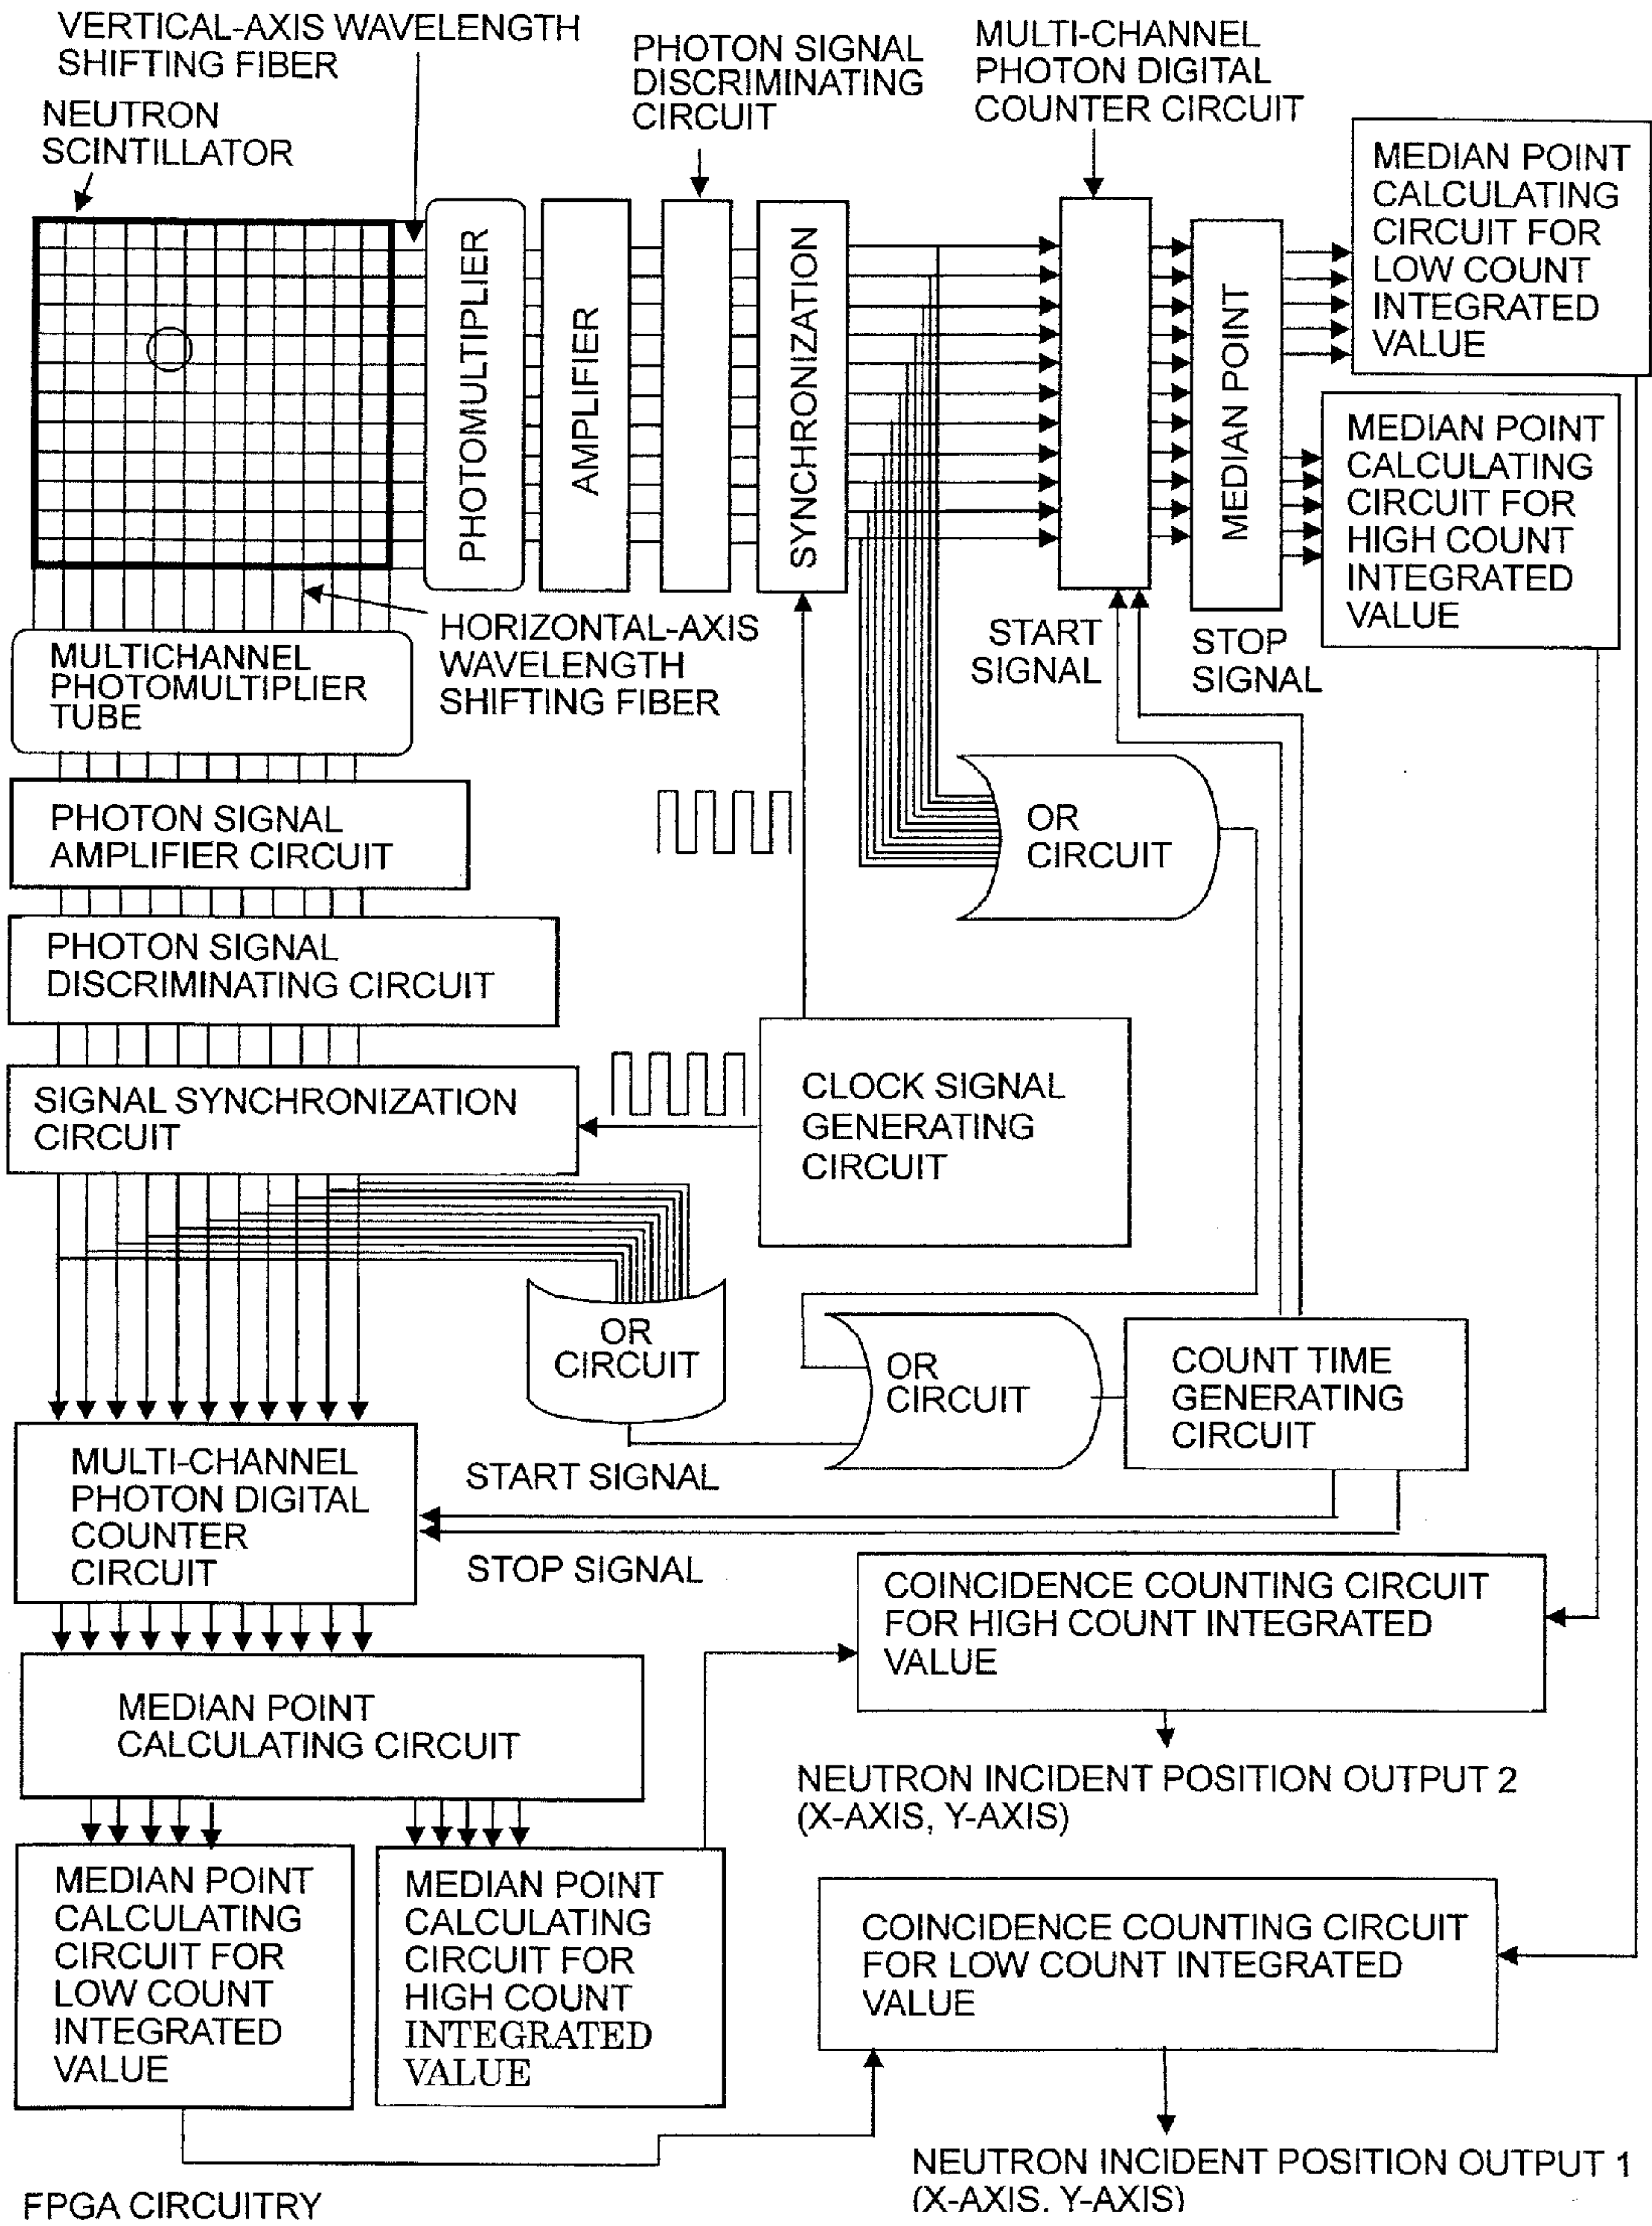 VERTICAL-AXIS WAVELENGTH
SHIFTING FIBER
NEUTRON
SCINTILLATOR
PHOTON SIGNAL
DISCRIMINATING
CIRCUIT
MULTI-CHANNEL
PHOTON DIGITAL
COUNTER CIRCUIT
PHOTOMULTIPLIER
AMPLIFIER
SYNCHRONIZATION
MEDIAN POINT
MEDIAN POINT
CALCULATING
CIRCUIT FOR
LOW COUNT
INTEGRATED
VALUE
MEDIAN POINT
CALCULATING
CIRCUIT FOR
HIGH COUNT
INTEGRATED
VALUE
HORIZONTAL-AXIS
WAVELENGTH
SHIFTING FIBER
START
SIGNAL
STOP
SIGNAL
MULTICHANNEL
PHOTOMULTIPLIER
TUBE
PHOTON SIGNAL
AMPLIFIER CIRCUIT
OR
CIRCUIT
PHOTON SIGNAL
DISCRIMINATING CIRCUIT
SIGNAL SYNCHRONIZATION
CIRCUIT
CLOCK SIGNAL
GENERATING
CIRCUIT
OR
CIRCUIT
OR
CIRCUIT
COUNT TIME
GENERATING
CIRCUIT
MULTI-CHANNEL
PHOTON DIGITAL
COUNTER
CIRCUIT
START SIGNAL
STOP SIGNAL
COINCIDENCE COUNTING CIRCUIT
FOR HIGH COUNT INTEGRATED
VALUE
MEDIAN POINT
CALCULATING CIRCUIT
NEUTRON INCIDENT POSITION OUTPUT 2
(X-AXIS, Y-AXIS)
MEDIAN POINT
CALCULATING
CIRCUIT FOR
LOW COUNT
INTEGRATED
VALUE
MEDIAN POINT
CALCULATING
CIRCUIT FOR
HIGH COUNT
INTEGRATED
VALUE
COINCIDENCE COUNTING CIRCUIT
FOR LOW COUNT INTEGRATED
VALUE
NEUTRON INCIDENT POSITION OUTPUT 1
(X-AXIS. Y-AXIS)
FPGA CIRCUITRY